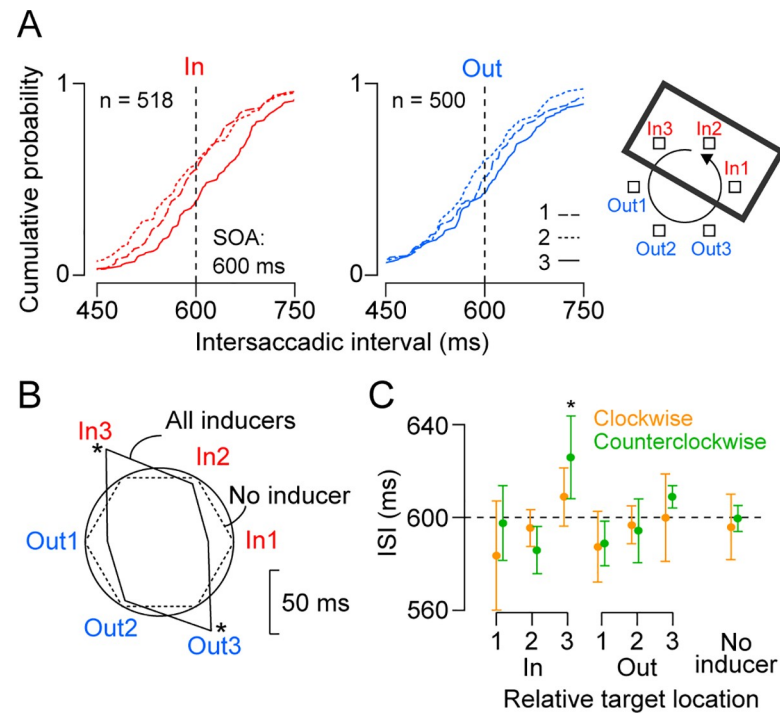 A
In
Out
Cumulative probability
1
0
n = 518
SOA:
600 ms
450
600
750
1
0
n = 500
1
2
3
450
600
750
Intersaccadic interval (ms)
In3
In2
In1
Out1
Out2
Out3
B
In3
*
All inducers
In2
No inducer
Out1
In1
50 ms
Out2
*
Out3
C
Clockwise
Counterclockwise
*
ISI (ms)
640
600
560
1 2 3
In
1 2 3
Out
No
inducer
Relative target location